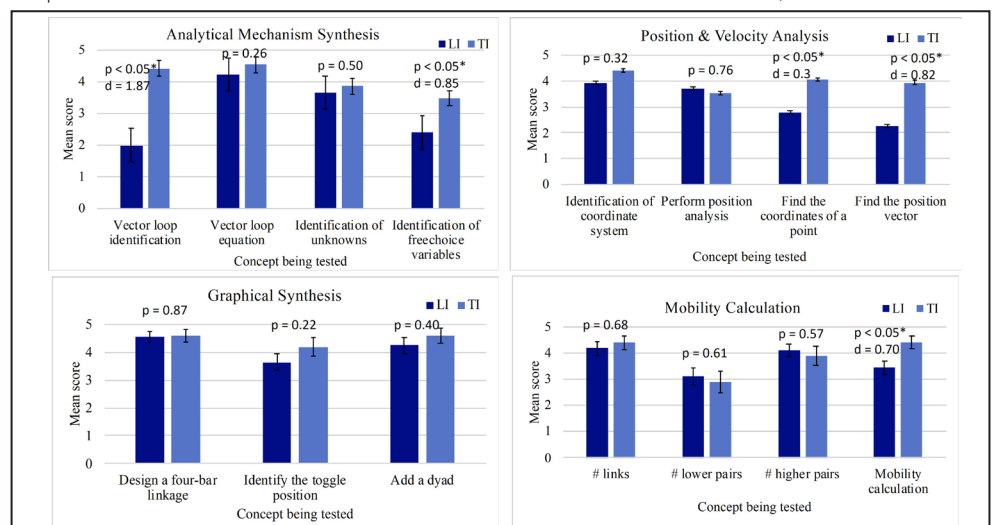 Analytical Mechanism Synthesis
LI TI
5
4
3
2
1
0
Mean score
p < 0.05*
d = 1.87
p = 0.26
p = 0.50
p <0.05*
d = 0.85
Vector loop identification
Vector loop equation
Identification of unknowns
Identification of freechoice variables
Concept being tested
Position & Velocity Analysis
LI TI
5
4
3
2
1
0
Mean score
p = 0.32
p = 0.76
p <0.05*
d = 0.3
p <0.05*
d = 0.82
Identification of coordinate system
Perform position analysis
Find the coordinates of a point
Find the position vector
Concept being tested
Graphical Synthesis
LI TI
5
4
3
2
1
0
Mean score
p = 0.87
p = 0.22
p = 0.40
Design a four-bar linkage
Identify the toggle position
Add a dyad
Concept being tested
Mobility Calculation
LI TI
5
4
3
2
1
0
Mean score
p = 0.68
p = 0.61
p = 0.57
p < 0.05*
d = 0.70
# links
# lower pairs
# higher pairs
Mobility calculation
Concept being tested